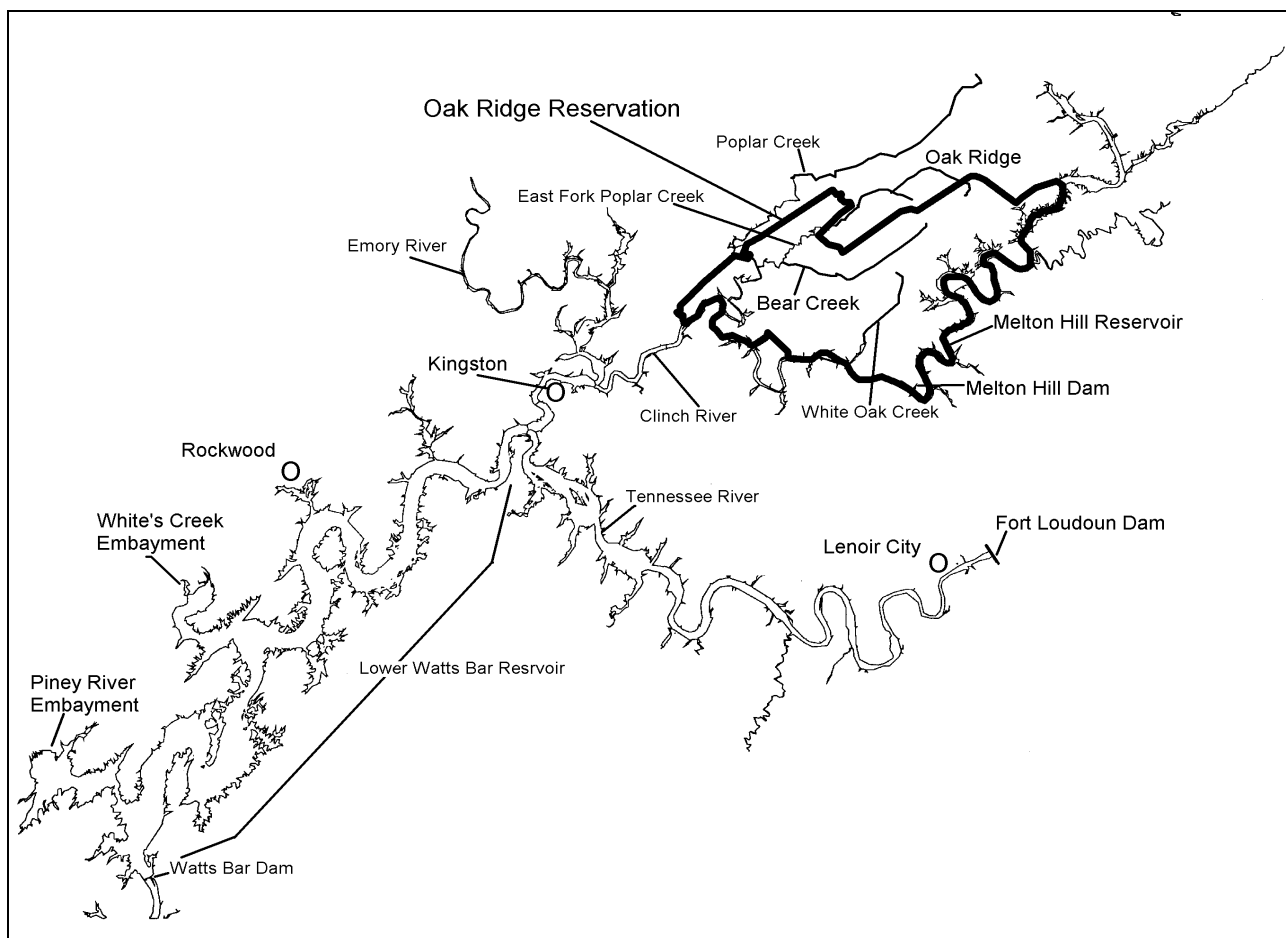 Oak Ridge Reservation
Poplar Creek
Oak Ridge
East Fork Poplar Creek
Emory River
Bear Creek
Melton Hill Reservoir
Kingston
Melton Hill Dam
Clinch River
White Oak Creek
Rockwood
Tennessee River
White's Creek
Embayment
Fort Loudoun Dam
Lenoir City
Lower Watts Bar Resrvoir
Piney River
Embayment
Watts Bar Dam